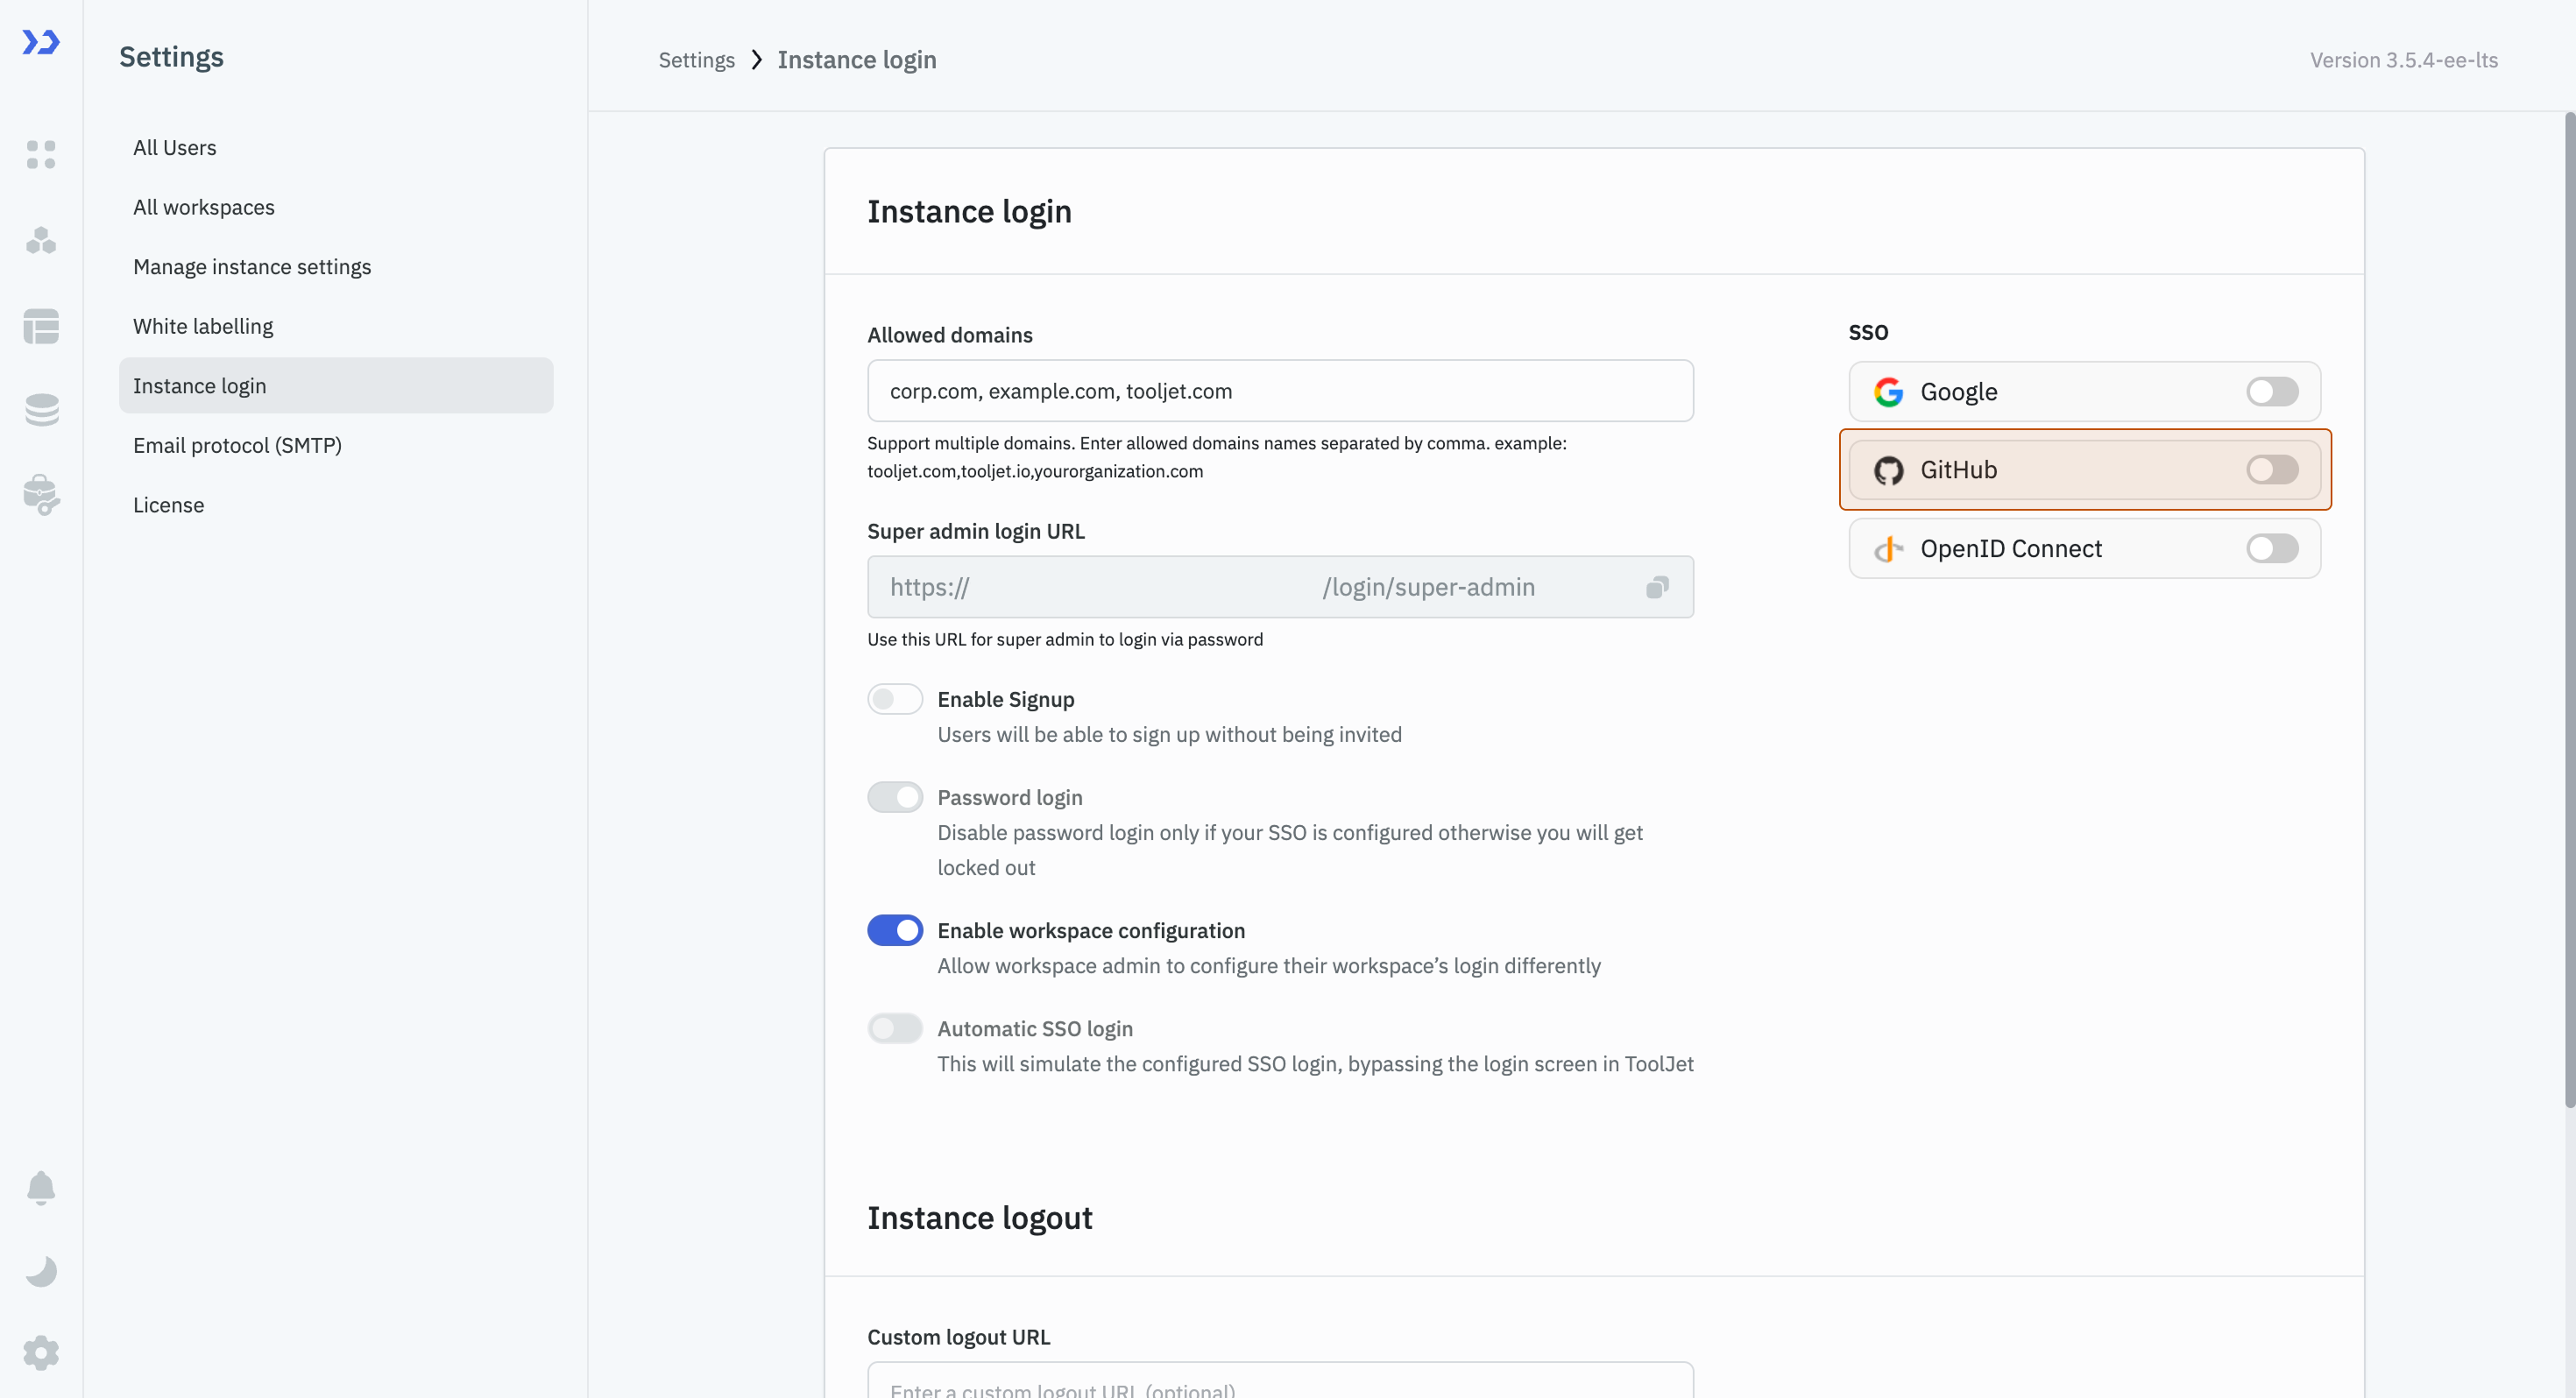 Settings
All Users
All workspaces
Manage instance settings
White labelling
Instance login
Email protocol (SMTP)
License
Settings
Instance login
Version 3.5.4-ee-lts
Instance login
Allowed domains
corp.com, example.com, tooljet.com
Support multiple domains. Enter allowed domains names separated by comma. example:
tooljet.com,tooljet.io,yourorganization.com
Super admin login URL
https:// /login/super-admin
Use this URL for super admin to login via password
Enable Signup
Users will be able to sign up without being invited
Password login
Disable password login only if your SSO is configured otherwise you will get
locked out
Enable workspace configuration
Allow workspace admin to configure their workspace’s login differently
Automatic SSO login
This will simulate the configured SSO login, bypassing the login screen in ToolJet
SSO
Google
GitHub
OpenID Connect
Instance logout
Custom logout URL
Enter a custom logout URL (optional)